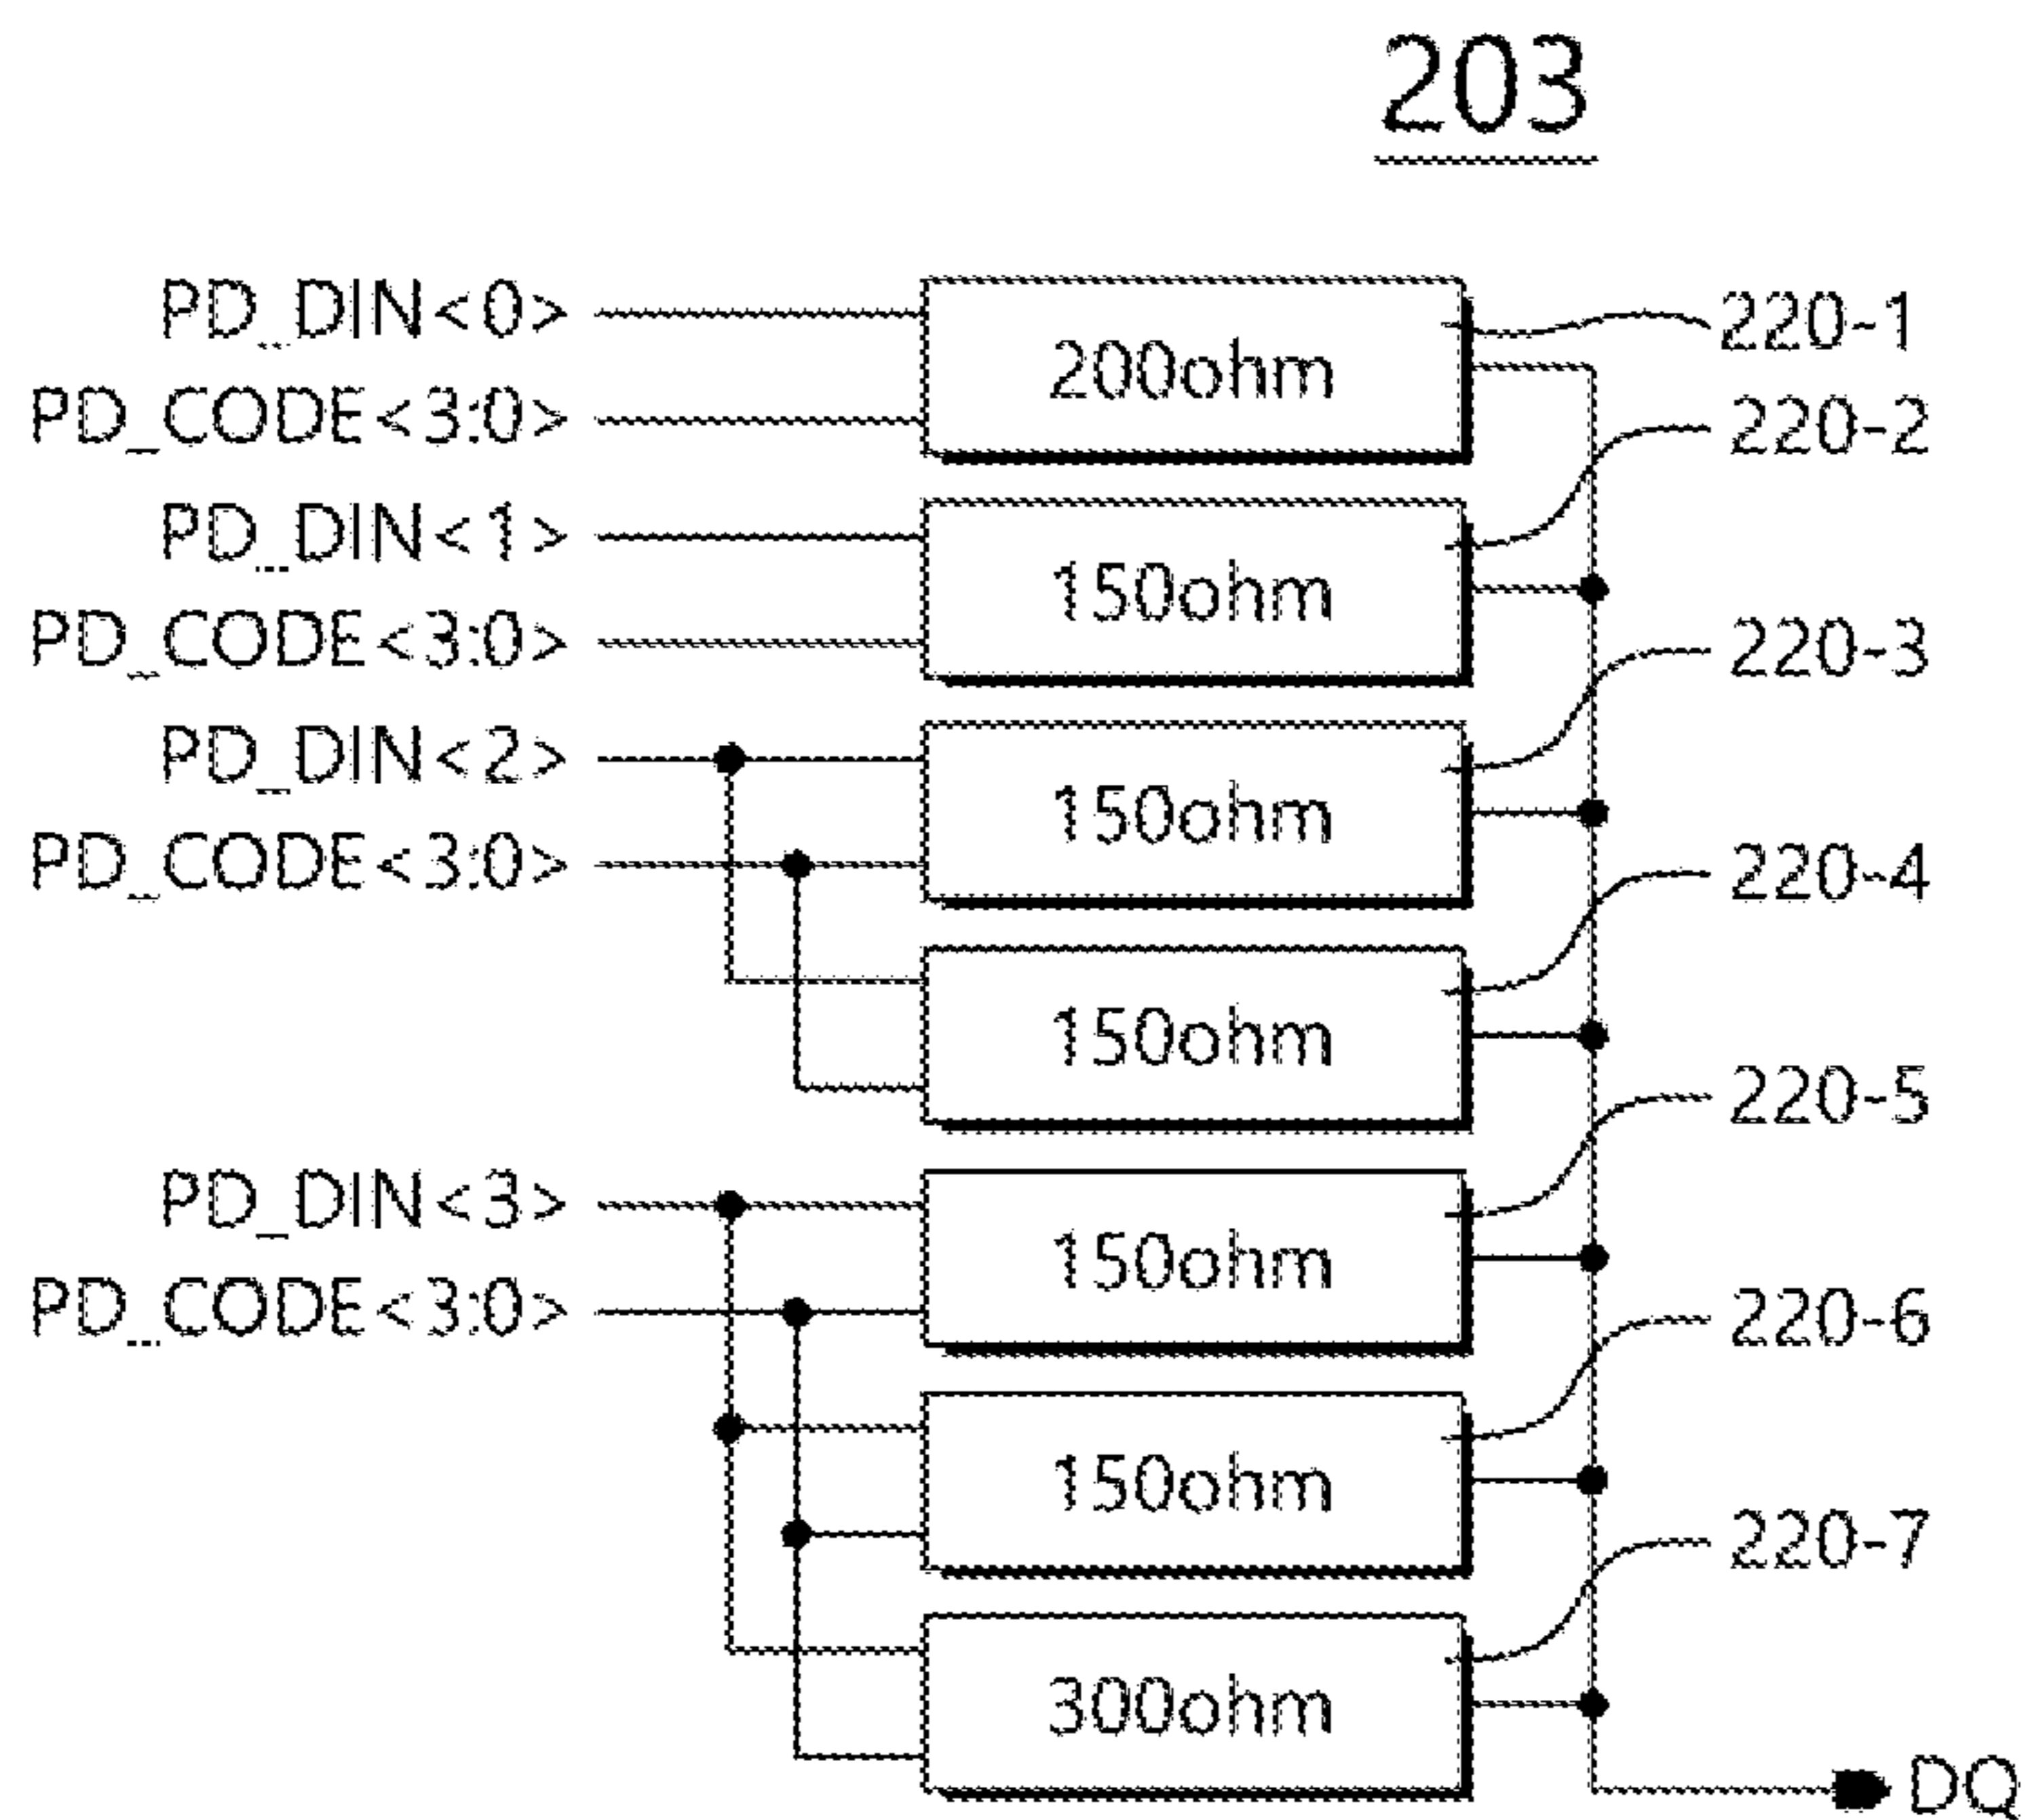 203
PD_DIN<0>
200ohm
220-1
PD_CODE<3:0>
220-2
PD_DIN<1>
150ohm
PD_CODE<3:0>
220-3
PD_DIN<2>
150ohm
PD_CODE<3:0>
220-4
150ohm
220-5
PD_DIN<3>
150ohm
PD_CODE<3:0>
220-6
150ohm
220-7
300ohm
DQ